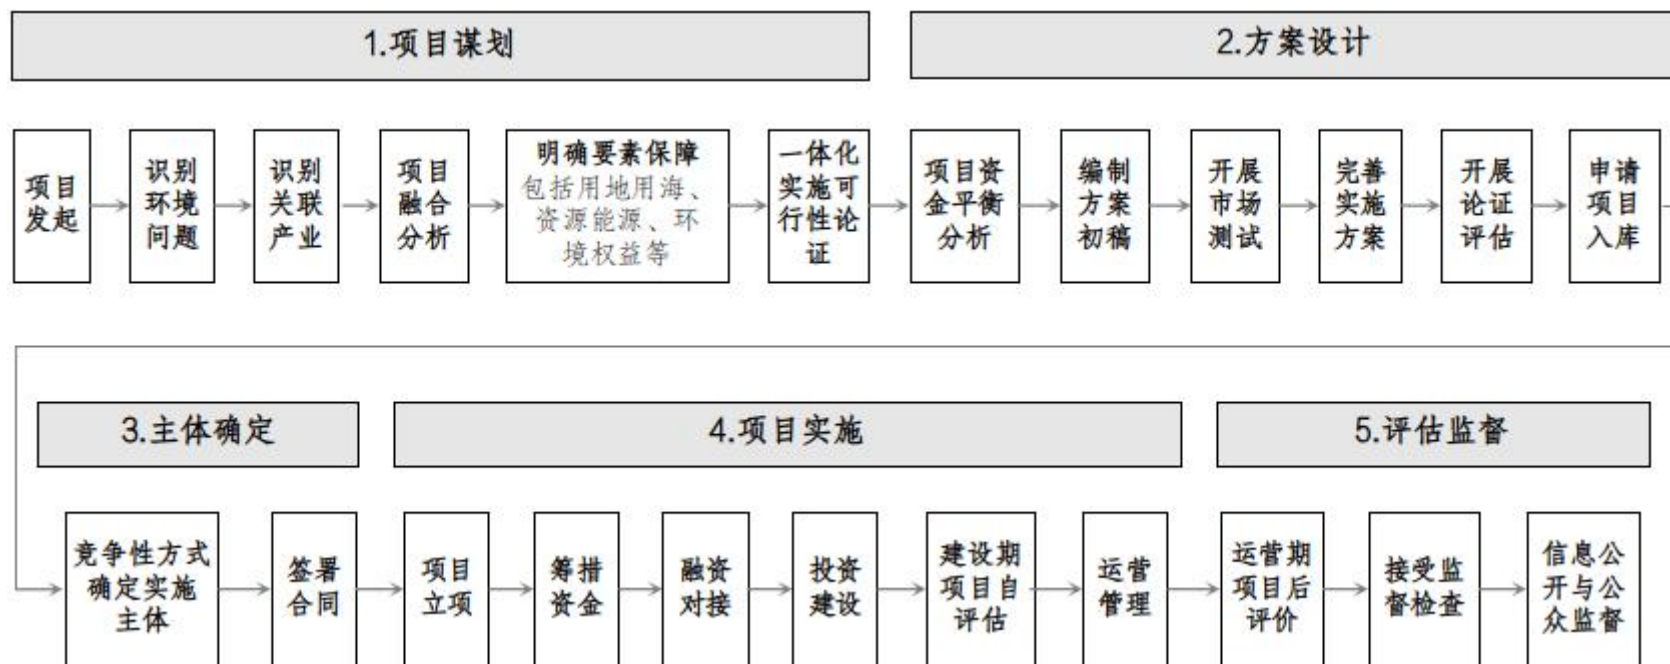 1.项目谋划
2.方案设计
项目
发起
识别
环境
问题
识别
关联
产业
项目
融合
分析
明确要素保障
包括用地用海、
资源能源、环
境权益等
一体化
实施可
行性论
证
项目资
金平衡
分析
编制
方案
初稿
开展
市场
测试
完善
实施
方案
开展
论证
评估
申请
项目
入库
3.主体确定
4.项目实施
5.评估监督
竞争性方式
确定实施
主体
签署
合同
项目
立项
筹措
资金
融资
对接
投资
建设
建设期
项目自
评估
运营
管理
运营期
项目后
评价
接受监
督检查
信息公
开与公
众监督